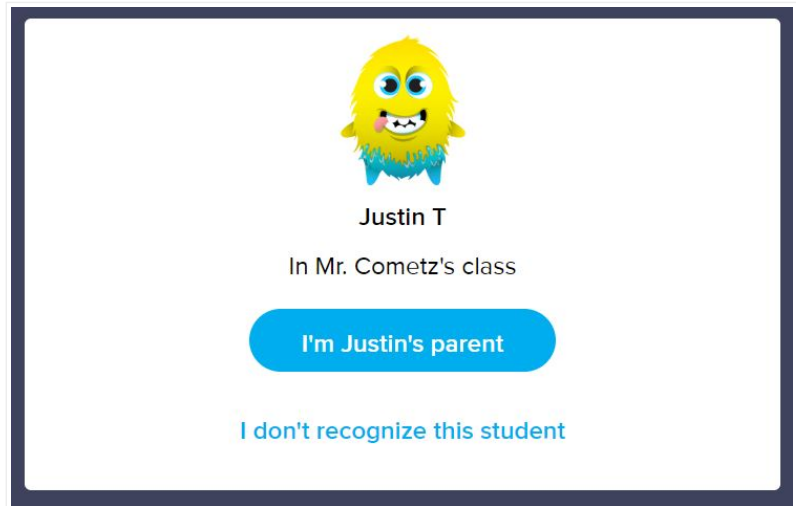 Justin T
In Mr. Cometz's class
I'm Justin's parent
I don't recognize this student